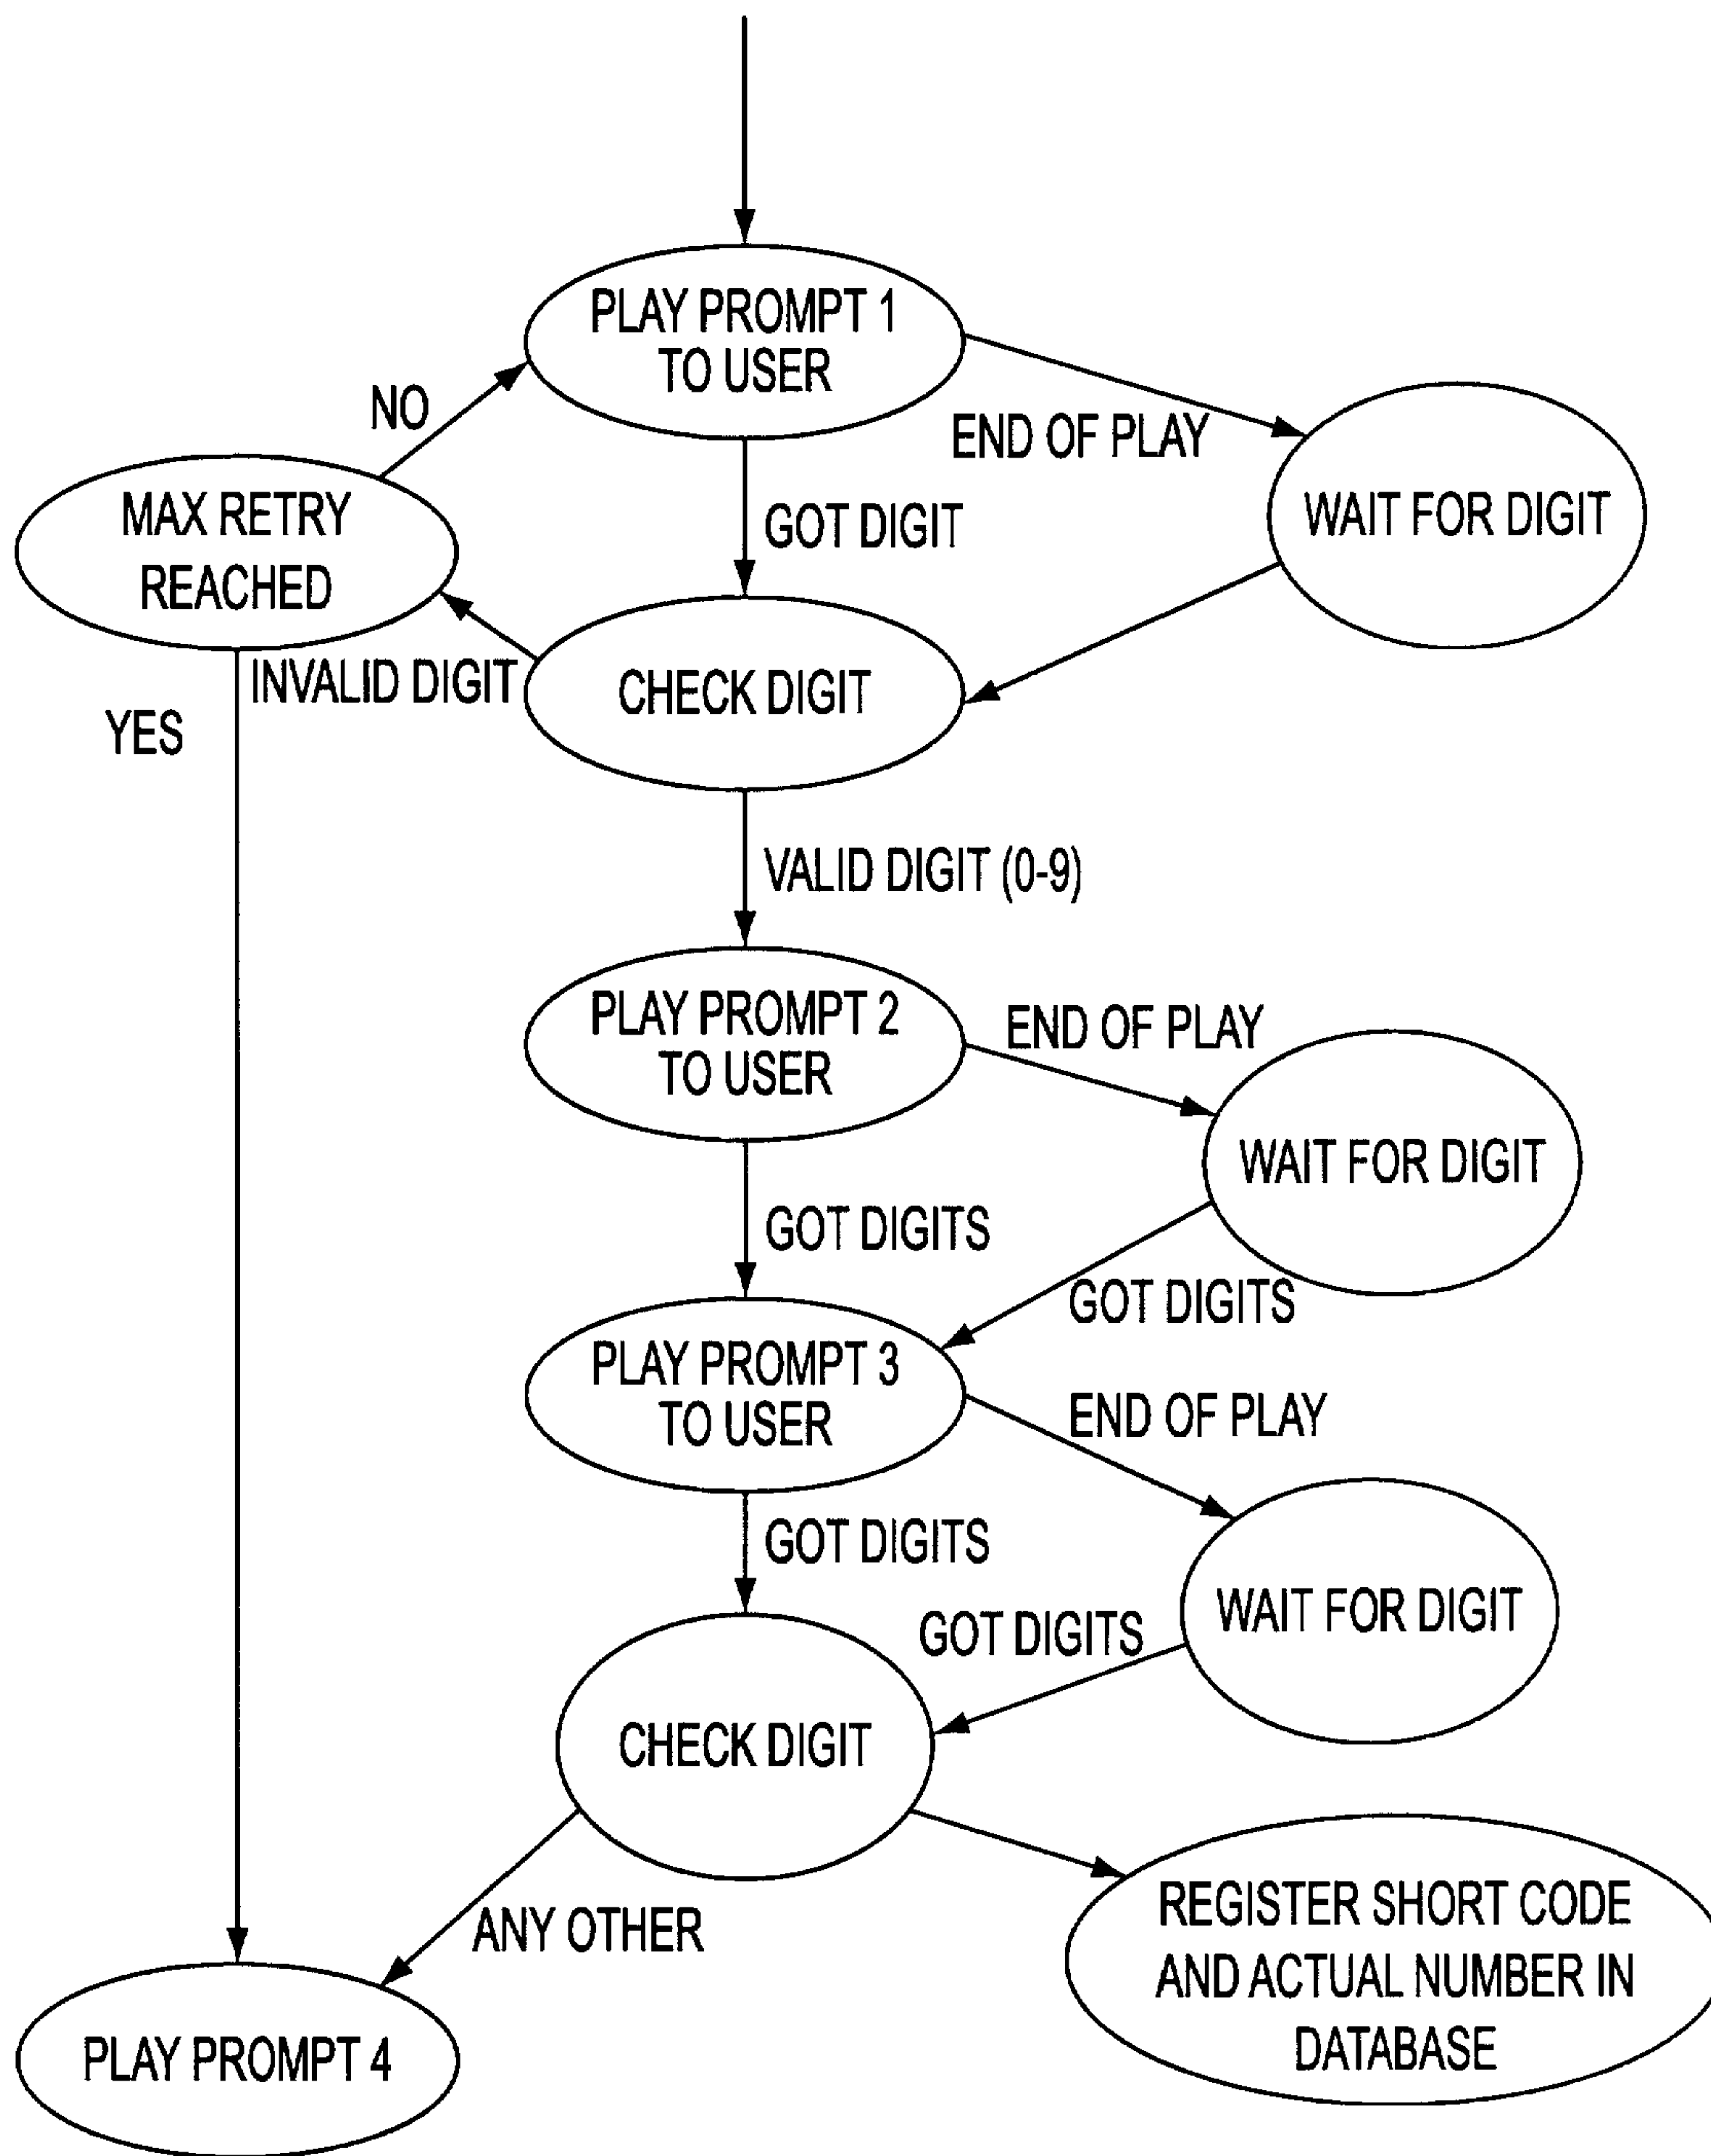 PLAY PROMPT 1
TO USER
NO
END OF PLAY
MAX RETRY
REACHED
GOT DIGIT
WAIT FOR DIGIT
INVALID DIGIT
CHECK DIGIT
YES
VALID DIGIT (0-9)
PLAY PROMPT 2
TO USER
END OF PLAY
WAIT FOR DIGIT
GOT DIGITS
GOT DIGITS
PLAY PROMPT 3
TO USER
END OF PLAY
GOT DIGITS
WAIT FOR DIGIT
GOT DIGITS
CHECK DIGIT
ANY OTHER
REGISTER SHORT CODE
AND ACTUAL NUMBER IN
DATABASE
PLAY PROMPT 4